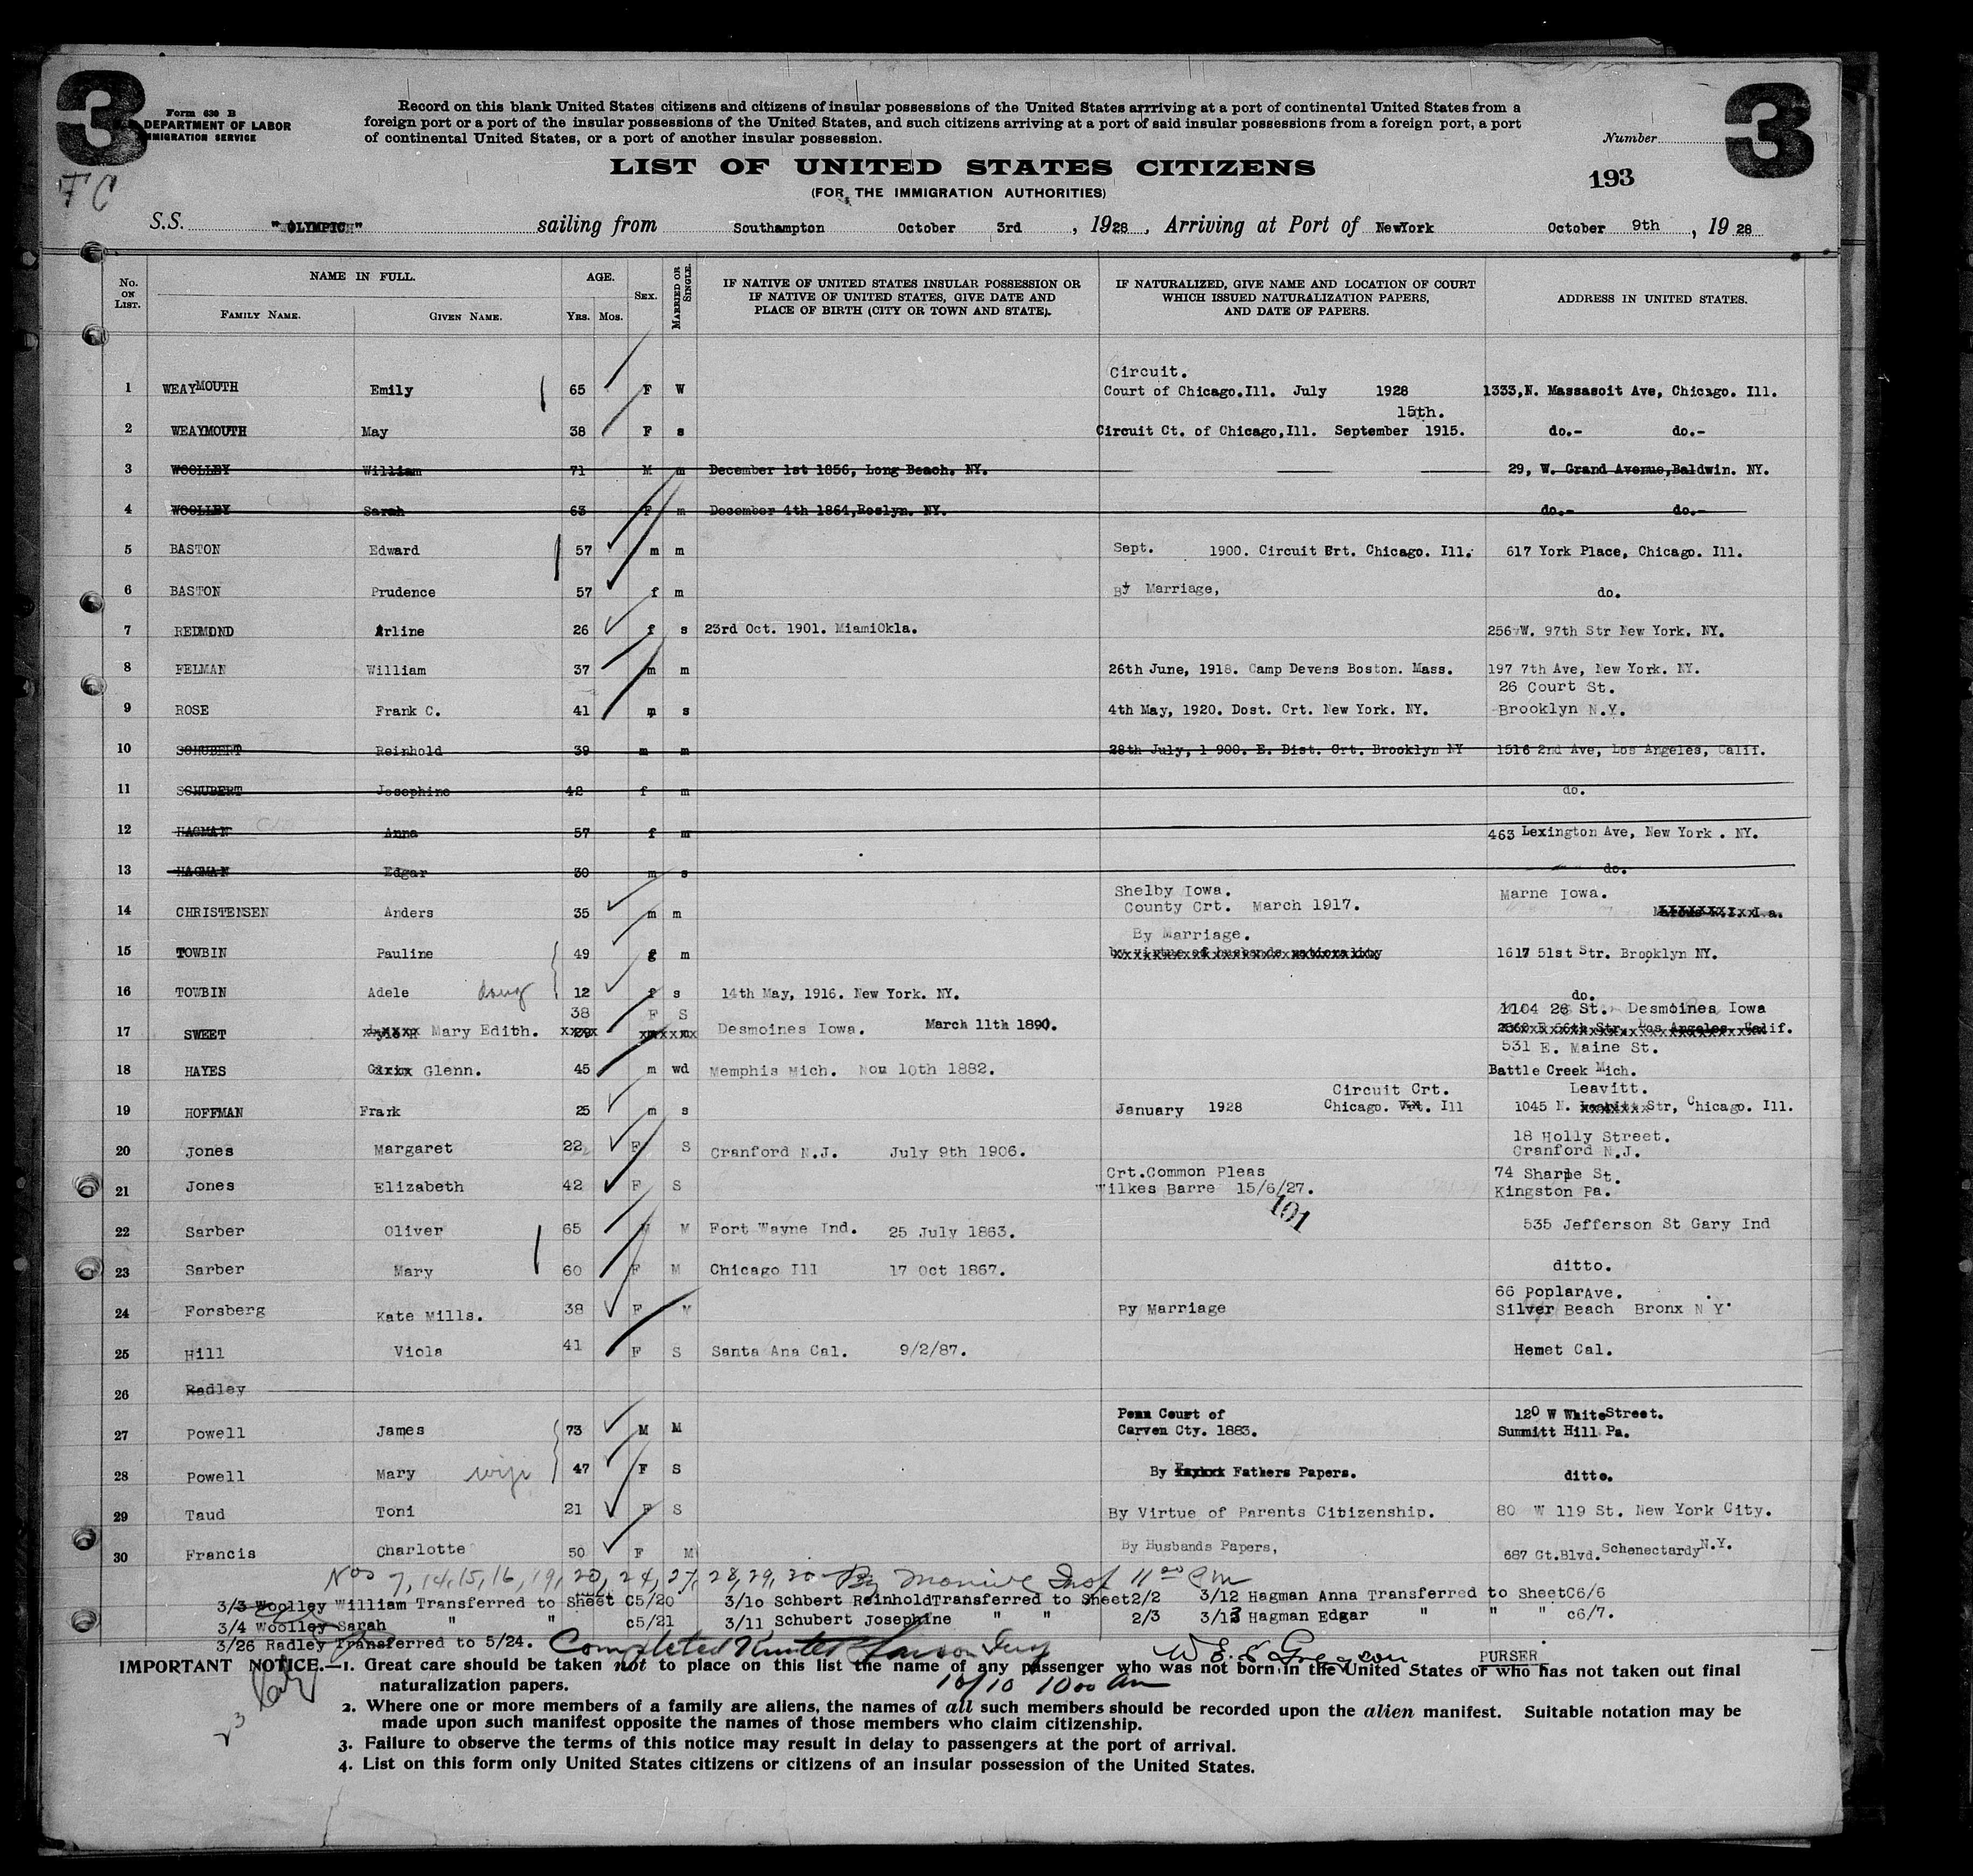 3
3
Form 630 B
DEPARTMENT OF LABOR
IMMIGRATION SERVICE
Record on this blank United States citizens and citizens of insular possessions of the United States arrriving at a port of continental United States from a
foreign port or a port of the insular possessions of the United States, and such citizens arriving at a port of said insular possessions from a foreign port, a port
of continental United States, or a port of another insular possession.
Number
LIST OF UNITED STATES CITIZENS
(FOR THE IMMIGRATION AUTHORITIES)
193
S.S. "OLYMPIC" sailing from Southampton October 3rd, 1928, Arriving at Port of NewYork October 9th, 1928
No. ON LIST. NAME IN FULL. FAMILY NAME. GIVEN NAME. AGE. YRS. MOS. SEX. MARRIED OR SINGLE. IF NATIVE OF UNITED STATES INSULAR POSSESSION OR IF NATIVE OF UNITED STATES, GIVE DATE AND PLACE OF BIRTH (CITY OR TOWN AND STATE). IF NATURALIZED, GIVE NAME AND LOCATION OF COURT WHICH ISSUED NATURALIZATION PAPERS, AND DATE OF PAPERS. ADDRESS IN UNITED STATES.
Circuit.
1 WEAYMOUTH Emily 65 F W Court of Chicago.Ill. July 1928 1333,N. Massasoit Ave, Chicago. Ill.
15th.
2 WEAYMOUTH May 38 F s Circuit Ct. of Chicago,Ill. September 1915. do.- do.-
3 WOOLLEY William 71 M m December 1st 1856, Long Beach. NY. 29, W. Grand Avenue,Baldwin. NY.
4 WOOLLEY Sarah 63 F m December 4th 1864,Roslyn. NY. do.- do.-
5 BASTON Edward 57 m m Sept. 1900. Circuit Crt. Chicago. Ill. 617 York Place, Chicago. Ill.
6 BASTON Prudence 57 f m By Marriage, do.
7 REDMOND Arline 26 f s 23rd Oct. 1901. MiamiOkla. 256 W. 97th Str New York. NY.
8 FELMAN William 37 m m 26th June, 1918. Camp Devens Boston. Mass. 197 7th Ave, New York. NY.
26 Court St.
9 ROSE Frank C. 41 m s 4th May, 1920. Dost. Crt. New York. NY. Brooklyn N.Y.
10 SCHUBERT Reinhold 39 m m 28th July, 1 900. E. Dist. Crt. Brooklyn NY 1516 2nd Ave, Los Angeles, Calif.
11 SCHUBERT Josephine 42 f m do.
12 HAGMAN Anna 57 f m 463 Lexington Ave, New York . NY.
13 HAGMAN Edgar 30 m s do.
Shelby Iowa. Marne Iowa.
14 CHRISTENSEN Anders 35 m m County Crt. March 1917.
By Marriage.
15 TOWBIN Pauline 49 m 1617 51st Str. Brooklyn NY.
16 TOWBIN Adele 12 f s 14th May, 1916. New York. NY. do.
38 F S 1104 26 St. Desmoines Iowa
17 SWEET Mary Edith. Desmoines Iowa. March 11th 1890.
531 E. Maine St.
18 HAYES Glenn. 45 m wd Memphis Mich. Nov 10th 1882. Battle Creek Mich.
Circuit Crt. Leavitt.
19 HOFFMAN Frank 25 m s January 1928 Chicago. Ill 1045 N. Str, Chicago. Ill.
18 Holly Street.
20 Jones Margaret 22 F S Cranford N.J. July 9th 1906. Cranford N.J.
Crt.Common Pleas 74 Sharpe St.
21 Jones Elizabeth 42 F S Wilkes Barre 15/6/27. Kingston Pa.
101
22 Sarber Oliver 65 M M Fort Wayne Ind. 25 July 1863. 535 Jefferson St Gary Ind
23 Sarber Mary 60 F M Chicago Ill 17 Oct 1867. ditto.
66 PoplarAve.
24 Forsberg Kate Mills. 38 F M By Marriage Silver Beach Bronx N Y.
25 Hill Viola 41 F S Santa Ana Cal. 9/2/87. Hemet Cal.
26 Radley
Penn Court of 120 W WhiteStreet.
27 Powell James 73 M M Carven Cty. 1883. Summitt Hill Pa.
28 Powell Mary wife 47 F S By Fathers Papers. ditto.
29 Taud Toni 21 F S By Virtue of Parents Citizenship. 80 W 119 St. New York City.
30 Francis Charlotte 50 F M By Husbands Papers, 687 Gt.Blvd. Schenectardy N.Y.
Nos 7, 14, 15, 16, 19, 20, 24, 27, 28, 29, 30 By Insp 11 00 PM
3/3 Woolley William Transferred to Sheet C5/20 3/10 Schbert ReinholdTransferred to Sheet2/2 3/12 Hagman Anna Transferred to SheetC6/6
3/4 Woolley Sarah " " c5/21 3/11 Schubert Josephine " " 2/3 3/13 Hagman Edgar " " " c6/7.
3/26 Radley Transferred to 5/24. Completed
PURSER
IMPORTANT NOTICE.—1. Great care should be taken not to place on this list the name of any passenger who was not born in the United States or who has not taken out final
naturalization papers.
10/10 10 00 am
2. Where one or more members of a family are aliens, the names of all such members should be recorded upon the alien manifest. Suitable notation may be
made upon such manifest opposite the names of those members who claim citizenship.
3. Failure to observe the terms of this notice may result in delay to passengers at the port of arrival.
4. List on this form only United States citizens or citizens of an insular possession of the United States.